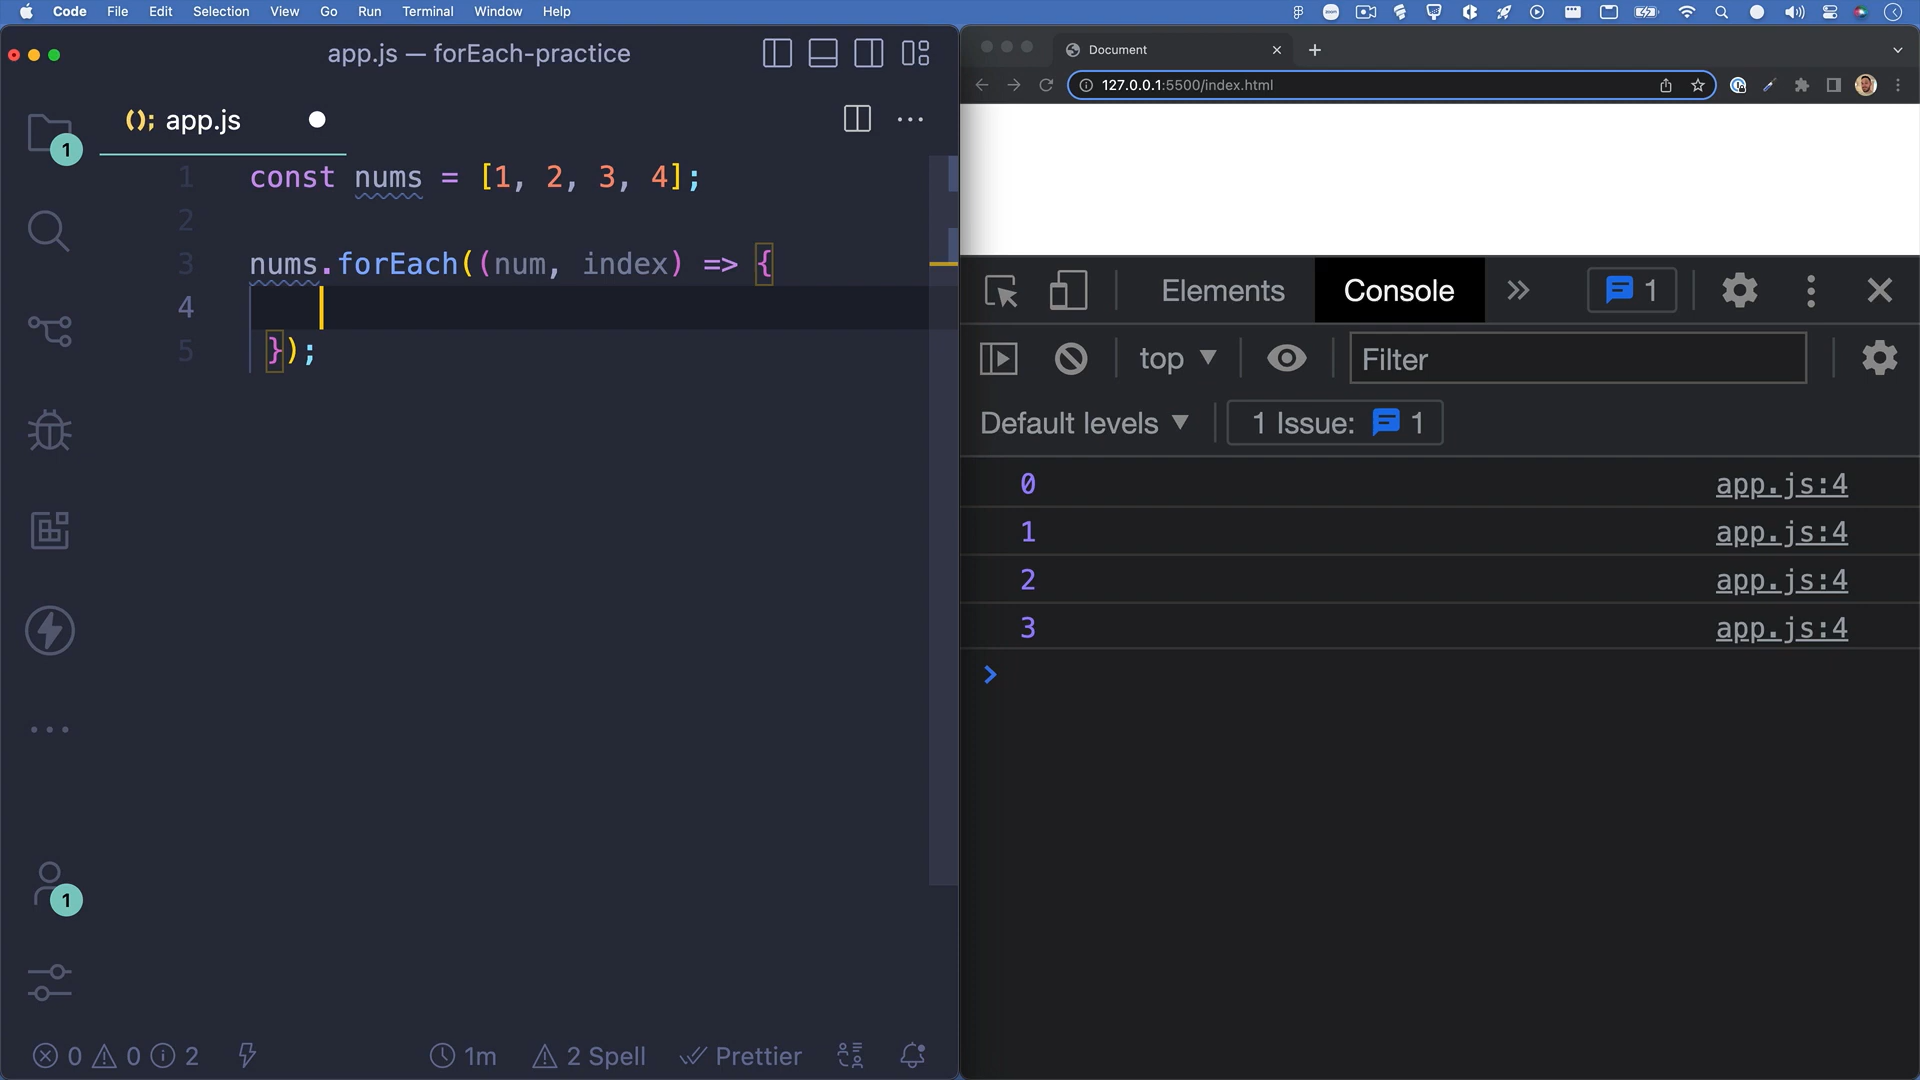 Code File Edit Selection View Go Run Terminal Window Help
app.js — forEach-practice
(); app.js
1
1 const nums = [1, 2, 3, 4];
2
3 nums.forEach((num, index) => {
4
5 });
1
0 0 2 1m 2 Spell Prettier
Document
127.0.0.1:5500/index.html
Elements Console 1
top Filter
Default levels 1 Issue: 1
0 app.js:4
1 app.js:4
2 app.js:4
3 app.js:4